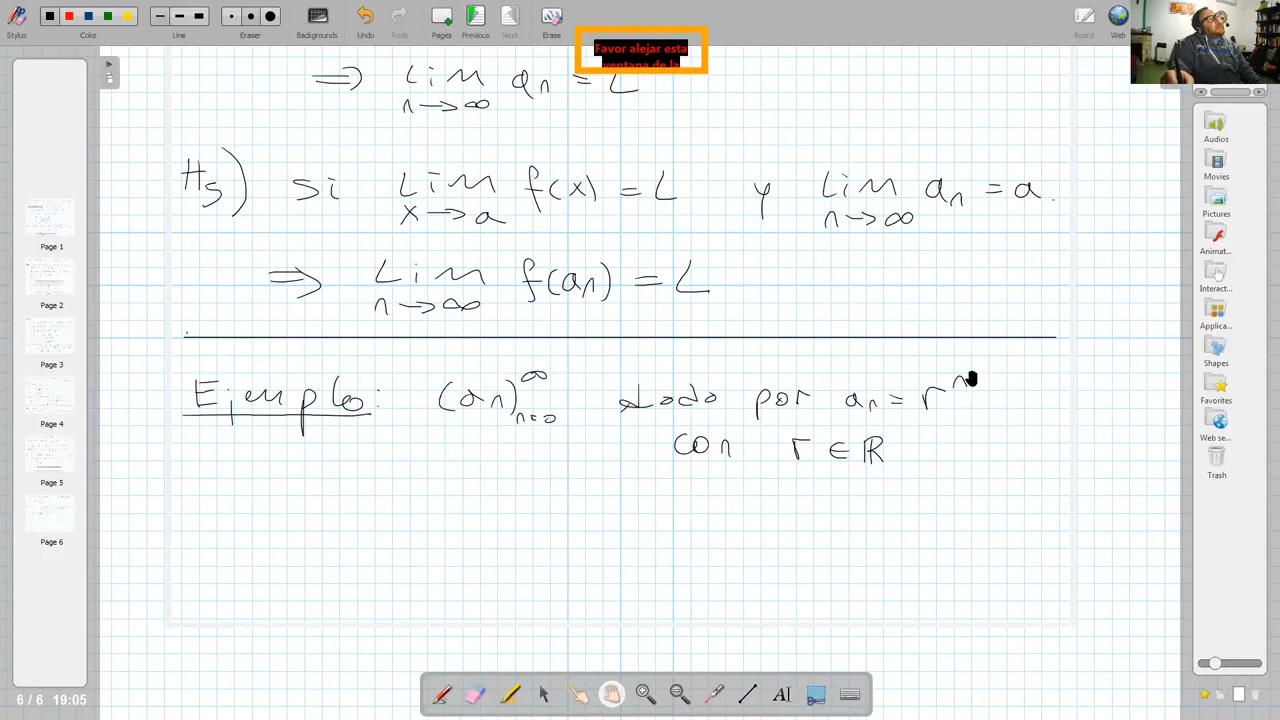 Stylus Color Line Eraser Backgrounds Undo Redo Pages Previous Next Erase Board Web
Favor alejar esta
ventana de la
⟹ Lim aₙ = L
n→∞
H₅) si Lim f(x) = L y Lim aₙ = a.
x→a n→∞
⟹ Lim f(aₙ) = L
n→∞
Ejemplo: (aₙ)^∞_{n=0} dado por aₙ = rⁿ
con r ∈ ℝ
Page 1
Page 2
Page 3
Page 4
Page 5
Page 6
Audios
Movies
Pictures
Animat...
Interact...
Applica...
Shapes
Favorites
Web se...
Trash
6 / 6 19:05